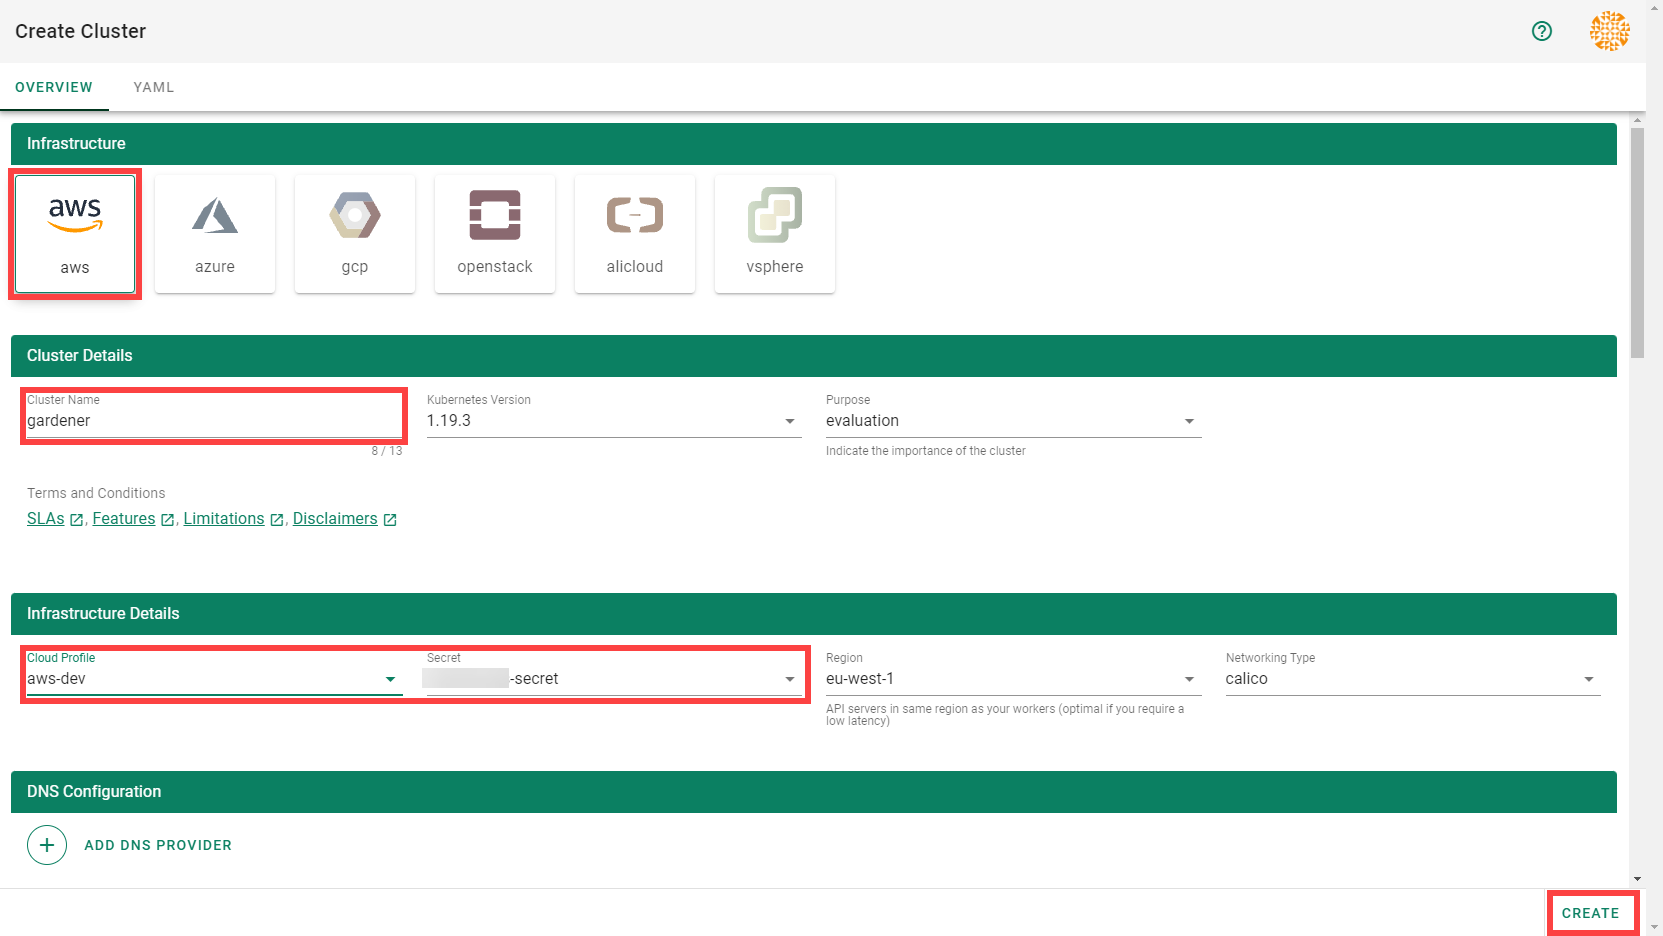 Create Cluster
OVERVIEW YAML
Infrastructure
aws
aws azure gcp openstack alicloud vsphere
Cluster Details
Cluster Name Kubernetes Version Purpose
gardener 1.19.3 evaluation
8 / 13 Indicate the importance of the cluster
Terms and Conditions
SLAs , Features , Limitations , Disclaimers
Infrastructure Details
Cloud Profile Secret Region Networking Type
aws-dev -secret eu-west-1 calico
API servers in same region as your workers (optimal if you require a
low latency)
DNS Configuration
ADD DNS PROVIDER
CREATE